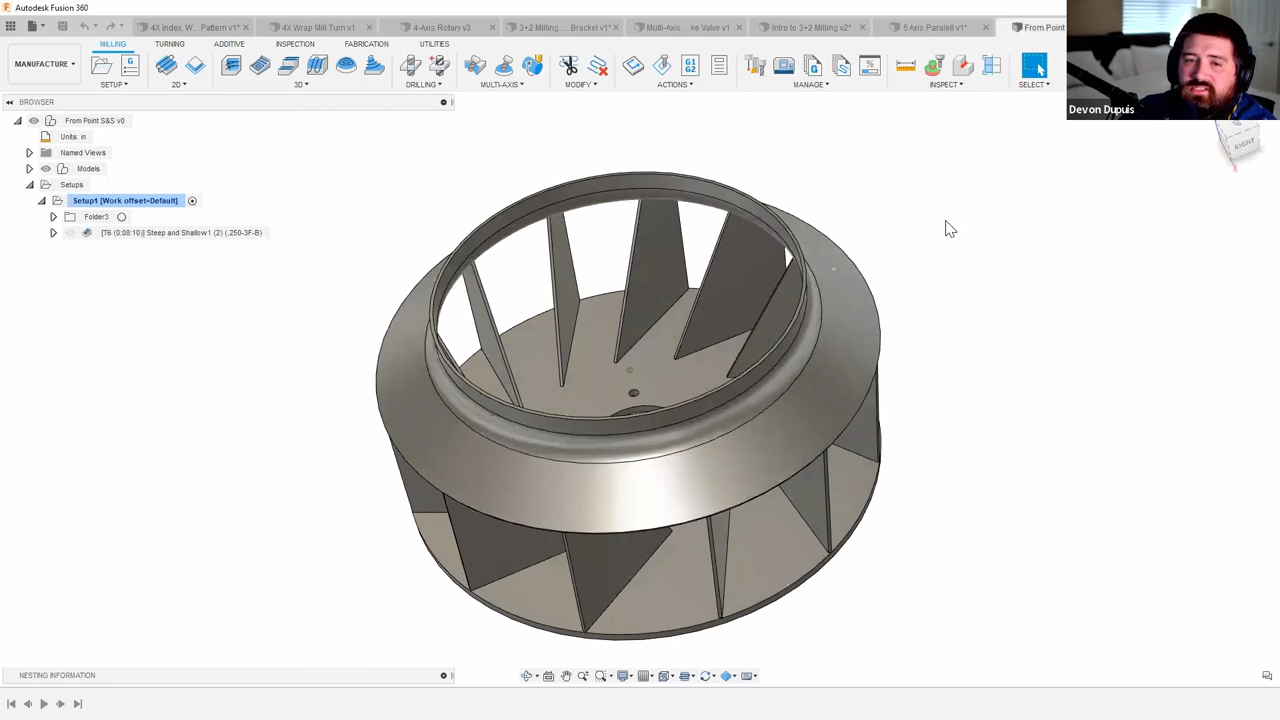 Autodesk Fusion 360
4X Index, W... Pattern v1*
4X Wrap Mill Turn v1
4-Axis Rotary v3
3+2 Milling ... Bracket v1*
Multi-Axis ... ke Valve v1
Intro to 3+2 Milling v2*
5 Axis Paralell v1*
From Point
MILLING
TURNING
ADDITIVE
INSPECTION
FABRICATION
UTILITIES
MANUFACTURE
G
G1
G2
G
%
SETUP
2D
3D
DRILLING
MULTI-AXIS
MODIFY
ACTIONS
MANAGE
INSPECT
SELECT
Devon Dupuis
BROWSER
From Point S&S v0
Units: in
Named Views
Models
Setups
Setup1 [Work offset=Default]
Folder3
[T6 (0:08:10)] Steep and Shallow1 (2) (.250-3F-B)
RIGHT
NESTING INFORMATION